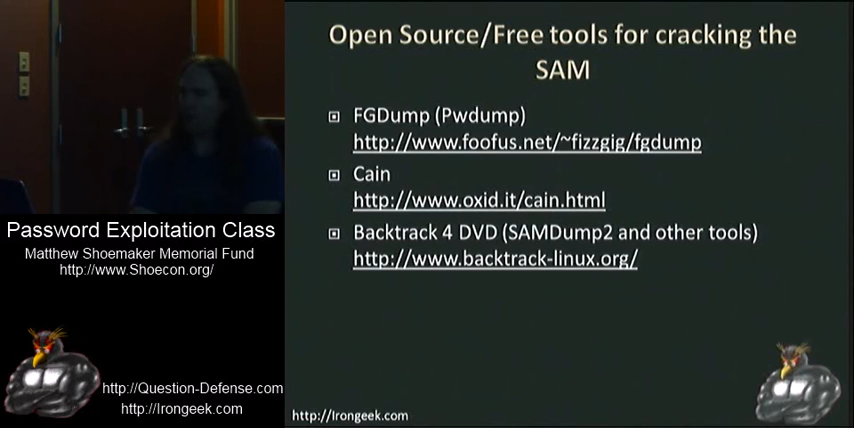 Open Source/Free tools for cracking the
SAM
FGDump (Pwdump)
http://www.foofus.net/~fizzgig/fgdump
Cain
http://www.oxid.it/cain.html
Backtrack 4 DVD (SAMDump2 and other tools)
http://www.backtrack-linux.org/
http://Irongeek.com
Password Exploitation Class
Matthew Shoemaker Memorial Fund
http://www.Shoecon.org/
http://Question-Defense.com
http://Irongeek.com